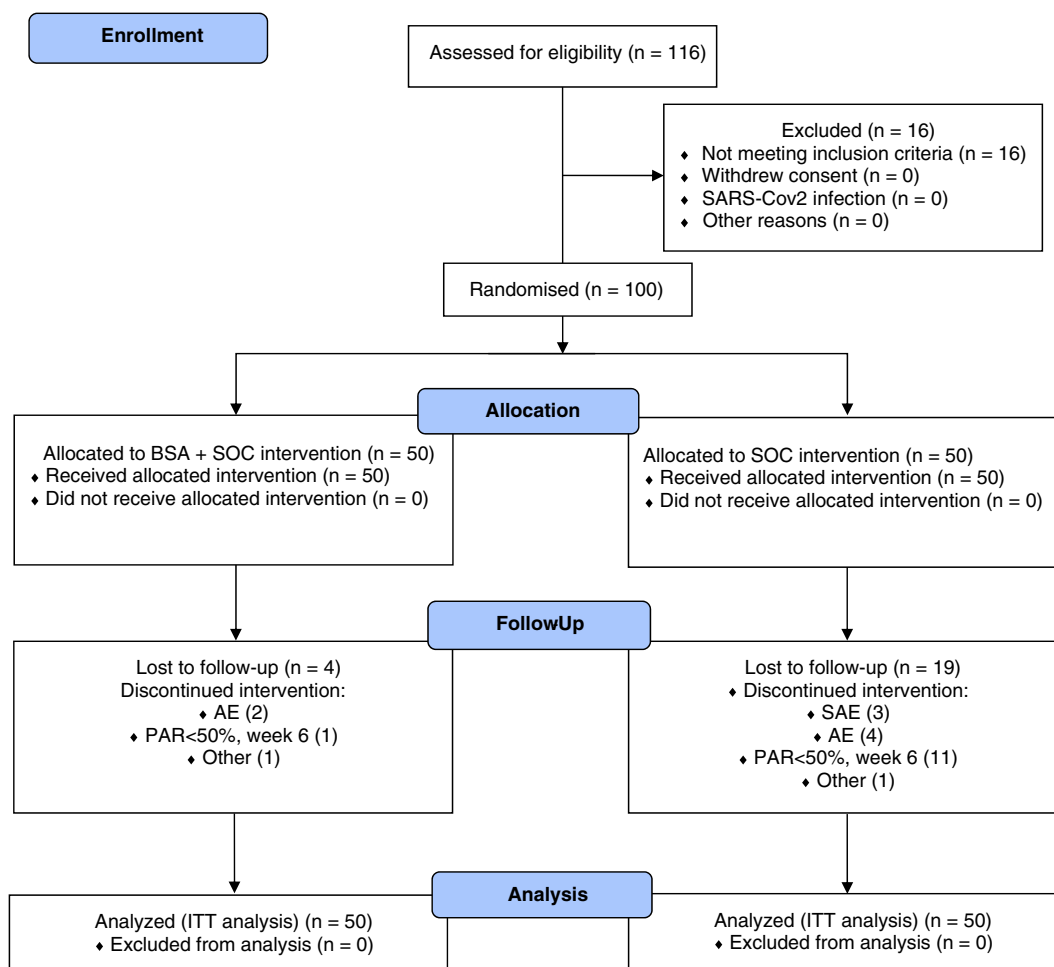 Enrollment
Assessed for eligibility (n = 116)
Excluded (n = 16)
♦ Not meeting inclusion criteria (n = 16)
♦ Withdrew consent (n = 0)
♦ SARS-Cov2 infection (n = 0)
♦ Other reasons (n = 0)
Randomised (n = 100)
Allocation
Allocated to BSA + SOC intervention (n = 50)
♦ Received allocated intervention (n = 50)
♦ Did not receive allocated intervention (n = 0)
Allocated to SOC intervention (n = 50)
♦ Received allocated intervention (n = 50)
♦ Did not receive allocated intervention (n = 0)
FollowUp
Lost to follow-up (n = 4)
Discontinued intervention:
♦ AE (2)
♦ PAR<50%, week 6 (1)
♦ Other (1)
Lost to follow-up (n = 19)
♦ Discontinued intervention:
♦ SAE (3)
♦ AE (4)
♦ PAR<50%, week 6 (11)
♦ Other (1)
Analysis
Analyzed (ITT analysis) (n = 50)
♦ Excluded from analysis (n = 0)
Analyzed (ITT analysis) (n = 50)
♦ Excluded from analysis (n = 0)